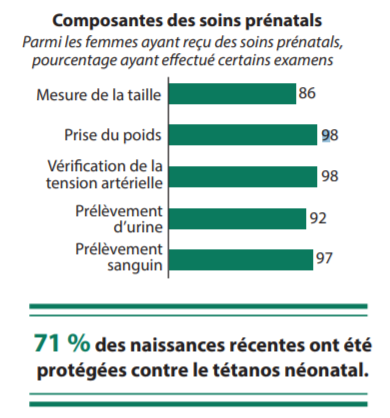 Composantes des soins prénatals
Parmi les femmes ayant reçu des soins prénatals,
pourcentage ayant effectué certains examens
Mesure de la taille 86
Prise du poids 98
Vérification de la
tension artérielle 98
Prélèvement
d’urine 92
Prélèvement
sanguin 97
71 % des naissances récentes ont été
protégées contre le tétanos néonatal.